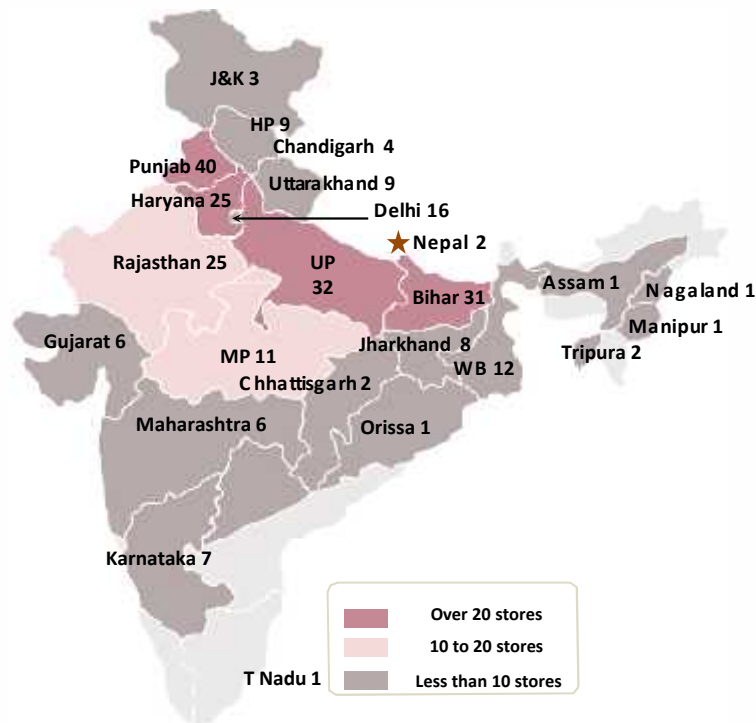 J&K 3
HP 9
Chandigarh 4
Punjab 40
Uttarakhand 9
Haryana 25
Delhi 16
Nepal 2
Rajasthan 25
UP
32
Bihar 31
Assam 1
Nagaland 1
Manipur 1
Tripura 2
Gujarat 6
MP 11
Jharkhand 8
WB 12
Chhattisgarh 2
Maharashtra 6
Orissa 1
Karnataka 7
T Nadu 1
Over 20 stores
10 to 20 stores
Less than 10 stores